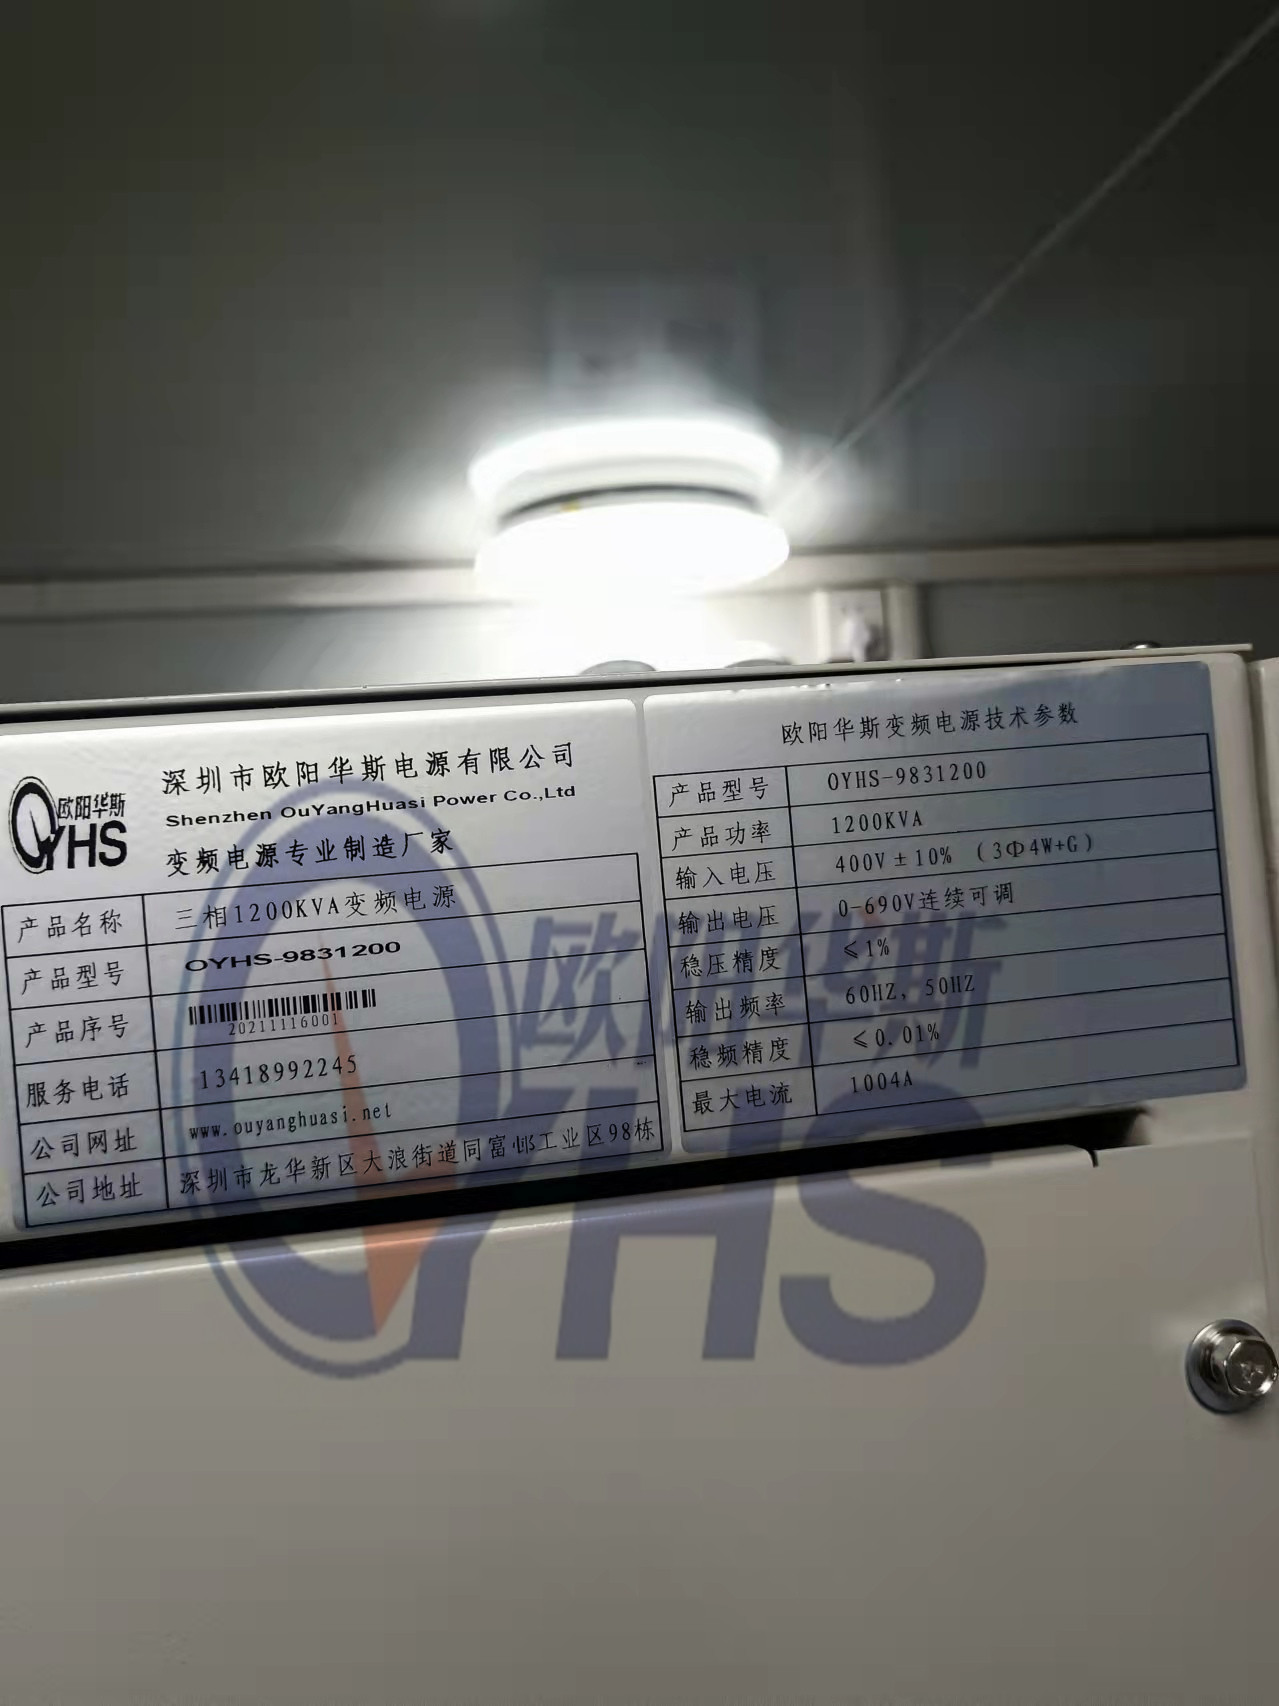 欧阳华斯
OYHS
深圳市欧阳华斯电源有限公司
Shenzhen OuYangHuasi Power Co.,Ltd
变频电源专业制造厂家
产品名称 三相1200KVA变频电源
产品型号 OYHS-9831200
产品序号 20211116001
服务电话 13418992245
公司网址 www.ouyanghuasi.net
公司地址 深圳市龙华新区大浪街道同富邨工业区98栋
欧阳华斯变频电源技术参数
产品型号 OYHS-9831200
产品功率 1200KVA
输入电压 400V±10% (3Φ4W+G)
输出电压 0-690V连续可调
稳压精度 ≤1%
输出频率 60HZ, 50HZ
稳频精度 ≤0.01%
最大电流 1004A
欧阳华斯
OYHS